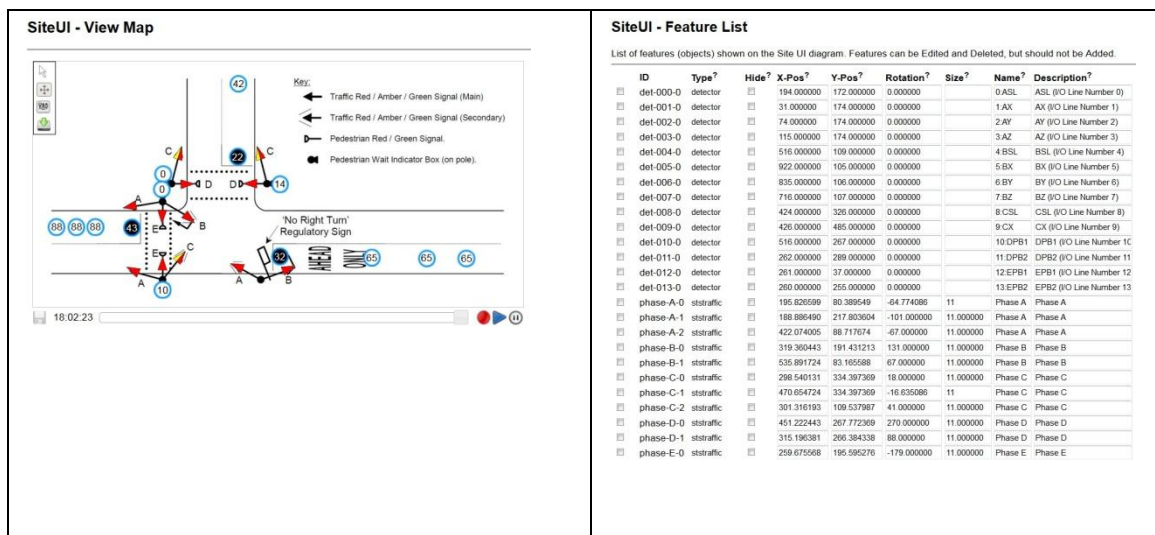 SiteUI - View Map
42
Key:
Traffic Red / Amber / Green Signal (Main)
Traffic Red / Amber / Green Signal (Secondary)
Pedestrian Red / Green Signal.
Pedestrian Wait Indicator Box (on pole).
C
22
C
0
D
D
14
0
A
88 88 88
43
E
B
'No Right Turn'
Regulatory Sign
E
C
32
AHEAD
ONLY
65
65
65
A
10
A
B
18:02:23
SiteUI - Feature List
List of features (objects) shown on the Site UI diagram. Features can be Edited and Deleted, but should not be Added.
ID Type? Hide? X-Pos? Y-Pos? Rotation? Size? Name? Description?
det-000-0 detector 194.000000 172.000000 0.000000 0:ASL ASL (I/O Line Number 0)
det-001-0 detector 31.000000 174.000000 0.000000 1:AX AX (I/O Line Number 1)
det-002-0 detector 74.000000 174.000000 0.000000 2:AY AY (I/O Line Number 2)
det-003-0 detector 115.000000 174.000000 0.000000 3:AZ AZ (I/O Line Number 3)
det-004-0 detector 516.000000 109.000000 0.000000 4:BSL BSL (I/O Line Number 4)
det-005-0 detector 922.000000 105.000000 0.000000 5:BX BX (I/O Line Number 5)
det-006-0 detector 835.000000 106.000000 0.000000 6:BY BY (I/O Line Number 6)
det-007-0 detector 716.000000 107.000000 0.000000 7:BZ BZ (I/O Line Number 7)
det-008-0 detector 424.000000 326.000000 0.000000 8:CSL CSL (I/O Line Number 8)
det-009-0 detector 426.000000 485.000000 0.000000 9:CX CX (I/O Line Number 9)
det-010-0 detector 516.000000 267.000000 0.000000 10:DPB1 DPB1 (I/O Line Number 10
det-011-0 detector 262.000000 289.000000 0.000000 11:DPB2 DPB2 (I/O Line Number 11
det-012-0 detector 261.000000 37.000000 0.000000 12:EPB1 EPB1 (I/O Line Number 12
det-013-0 detector 260.000000 255.000000 0.000000 13:EPB2 EPB2 (I/O Line Number 13
phase-A-0 ststraffic 195.826599 80.389549 -64.774086 11 Phase A Phase A
phase-A-1 ststraffic 188.886490 217.803604 -101.000000 11.000000 Phase A Phase A
phase-A-2 ststraffic 422.074005 88.717674 -67.000000 11.000000 Phase A Phase A
phase-B-0 ststraffic 319.360443 191.431213 131.000000 11.000000 Phase B Phase B
phase-B-1 ststraffic 535.891724 83.165588 67.000000 11.000000 Phase B Phase B
phase-C-0 ststraffic 298.540131 334.397369 18.000000 11.000000 Phase C Phase C
phase-C-1 ststraffic 470.654724 334.397369 -16.635086 11 Phase C Phase C
phase-C-2 ststraffic 301.316193 109.537987 41.000000 11.000000 Phase C Phase C
phase-D-0 ststraffic 451.222443 267.772369 270.000000 11.000000 Phase D Phase D
phase-D-1 ststraffic 315.196381 266.384338 88.000000 11.000000 Phase D Phase D
phase-E-0 ststraffic 259.675568 195.595276 -179.000000 11.000000 Phase E Phase E